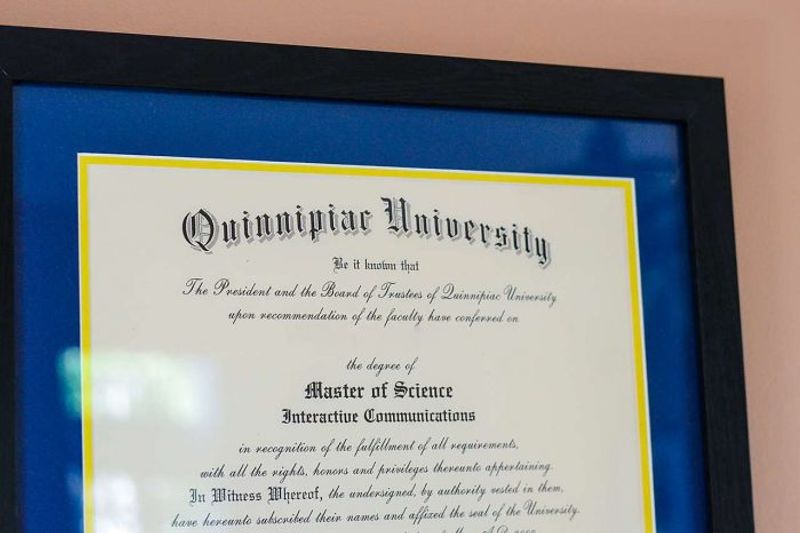 Quinnipiac University
Be it known that
The President and the Board of Trustees of Quinnipiac University
upon recommendation of the faculty have conferred on
the degree of
Master of Science
Interactive Communications
in recognition of the fulfillment of all requirements,
with all the rights, honors and privileges thereunto appertaining.
In Witness Whereof, the undersigned, by authority vested in them,
have hereunto subscribed their names and affixed the seal of the University.